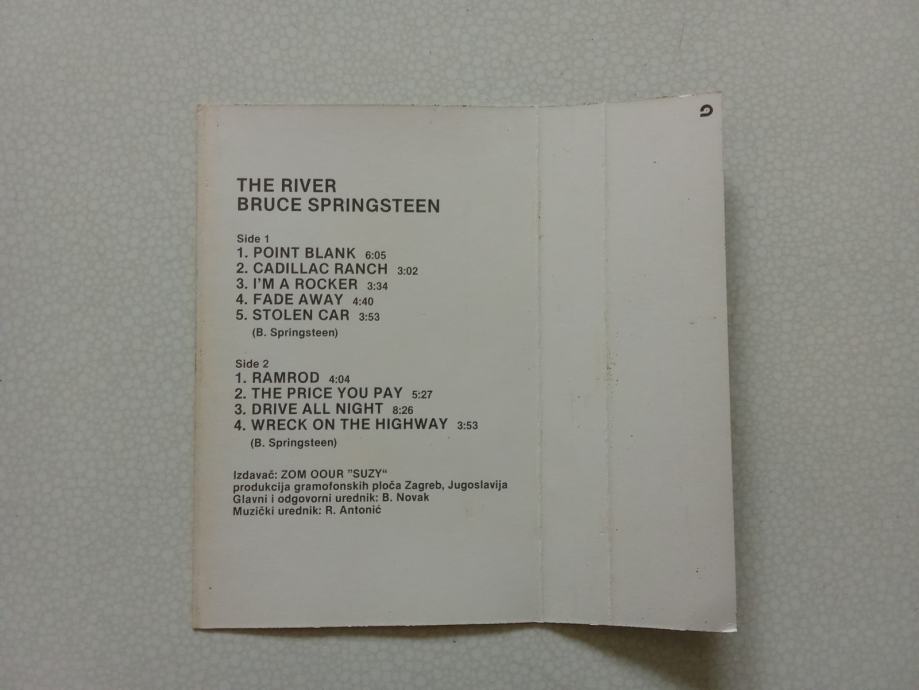 THE RIVER
BRUCE SPRINGSTEEN
Side 1
1. POINT BLANK 6:05
2. CADILLAC RANCH 3:02
3. I'M A ROCKER 3:34
4. FADE AWAY 4:40
5. STOLEN CAR 3:53
(B. Springsteen)
Side 2
1. RAMROD 4:04
2. THE PRICE YOU PAY 5:27
3. DRIVE ALL NIGHT 8:26
4. WRECK ON THE HIGHWAY 3:53
(B. Springsteen)
Izdavač: ZOM OOUR "SUZY“
produkcija gramofonskih ploča Zagreb, Jugoslavija
Glavni i odgovorni urednik: B. Novak
Muzički urednik: R. Antonić